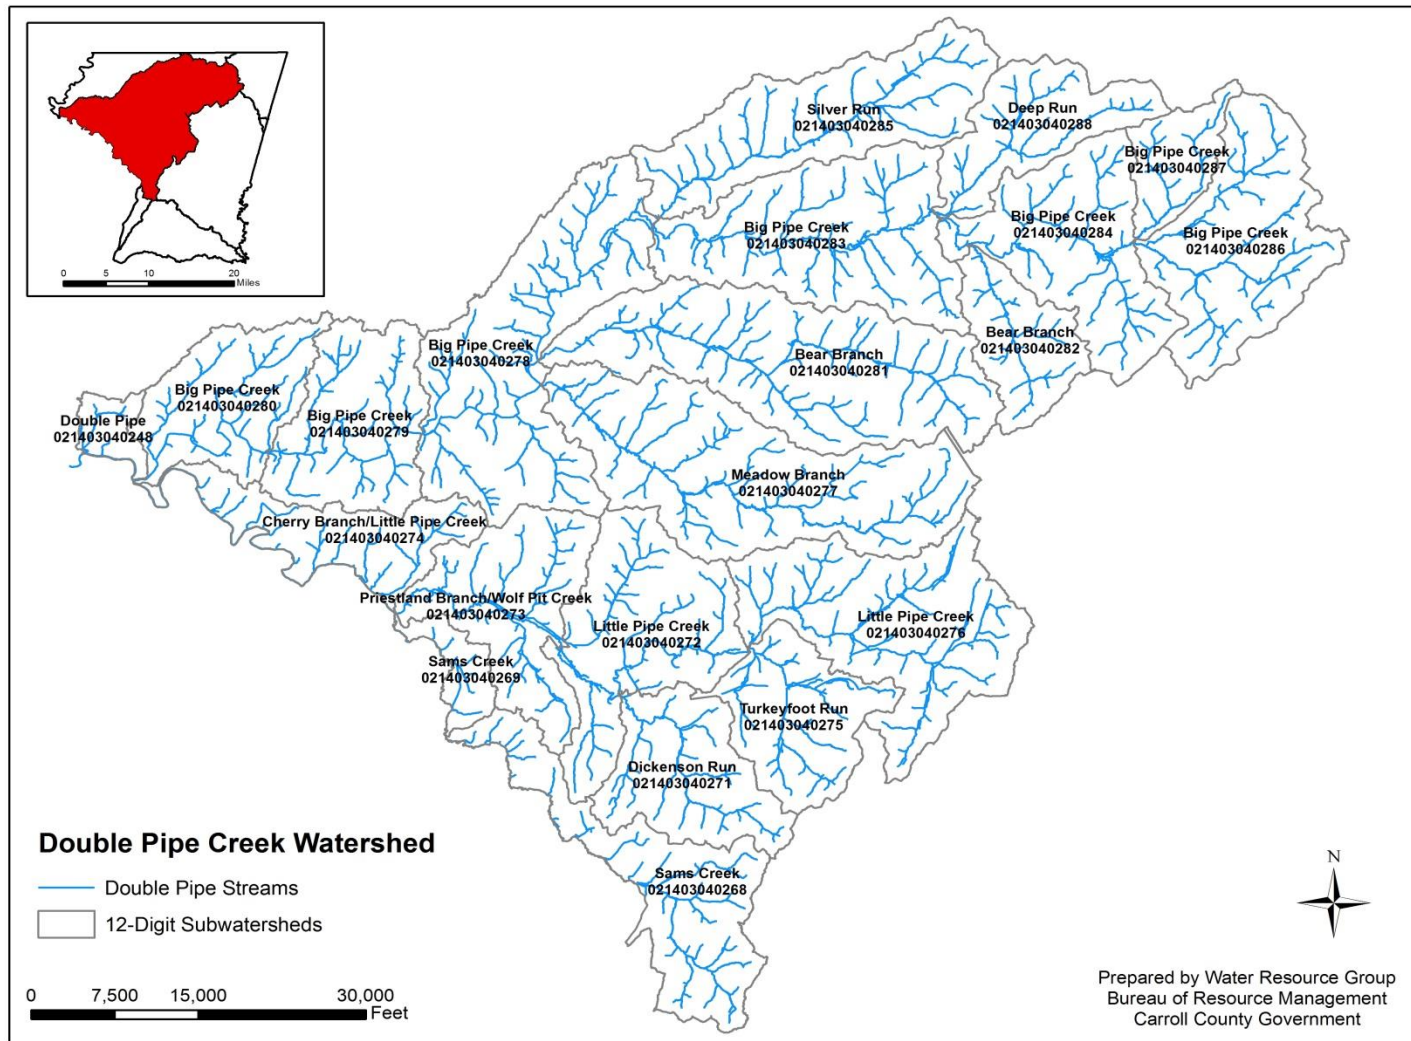 0 5 10 20
Miles
Silver Run
021403040285
Deep Run
021403040288
Big Pipe Creek
021403040287
Big Pipe Creek
021403040283
Big Pipe Creek
021403040284
Big Pipe Creek
021403040286
Big Pipe Creek
021403040278
Bear Branch
021403040281
Bear Branch
021403040282
Big Pipe Creek
021403040280
Big Pipe Creek
021403040279
Double Pipe
021403040248
Meadow Branch
021403040277
Cherry Branch/Little Pipe Creek
021403040274
Priestland Branch/Wolf Pit Creek
021403040273
Little Pipe Creek
021403040272
Little Pipe Creek
021403040276
Sams Creek
021403040269
Turkeyfoot Run
021403040275
Dickenson Run
021403040271
Sams Creek
021403040268
Double Pipe Creek Watershed
Double Pipe Streams
12-Digit Subwatersheds
0 7,500 15,000 30,000
Feet
N
Prepared by Water Resource Group
Bureau of Resource Management
Carroll County Government